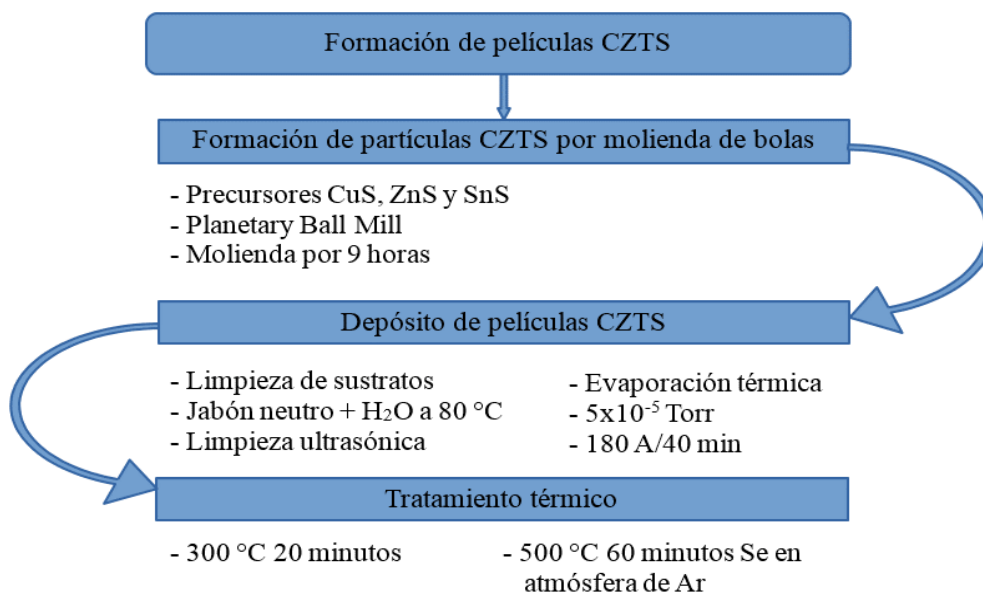 Formación de películas CZTS
Formación de partículas CZTS por molienda de bolas
- Precursores CuS, ZnS y SnS
- Planetary Ball Mill
- Molienda por 9 horas
Depósito de películas CZTS
- Limpieza de sustratos
- Jabón neutro + H₂O a 80 °C
- Limpieza ultrasónica
- Evaporación térmica
- 5x10⁻⁵ Torr
- 180 A/40 min
Tratamiento térmico
- 300 °C 20 minutos
- 500 °C 60 minutos Se en
atmósfera de Ar